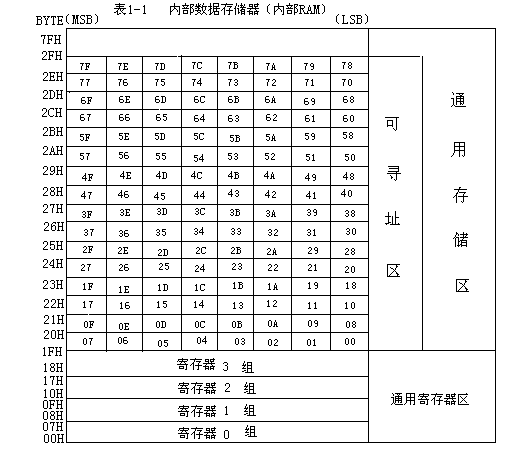 表1-1 内部数据存储器(内部RAM)
BYTE(MSB) (LSB)
7FH
2FH
7F 7E 7D 7C 7B 7A 79 78
2EH
77 76 75 74 73 72 71 70
2DH
6F 6E 6D 6C 6B 6A 69 68
2CH
67 66 65 64 63 62 61 60
2BH
5F 5E 5D 5C 5B 5A 59 58
2AH
57 56 55 54 53 52 51 50
29H
4F 4E 4D 4C 4B 4A 49 48
28H
47 46 45 44 43 42 41 40
27H
3F 3E 3D 3C 3B 3A 39 38
26H
37 36 35 34 33 32 31 30
25H
2F 2E 2D 2C 2B 2A 29 28
24H
27 26 25 24 23 22 21 20
23H
1F 1E 1D 1C 1B 1A 19 18
22H
17 16 15 14 13 12 11 10
21H
0F 0E 0D 0C 0B 0A 09 08
20H
07 06 05 04 03 02 01 00
可寻址区
通用存储区
1FH
18H
寄存器 3 组
17H
10H
寄存器 2 组
0FH
08H
寄存器 1 组
07H
00H
寄存器 0 组
通用寄存器区